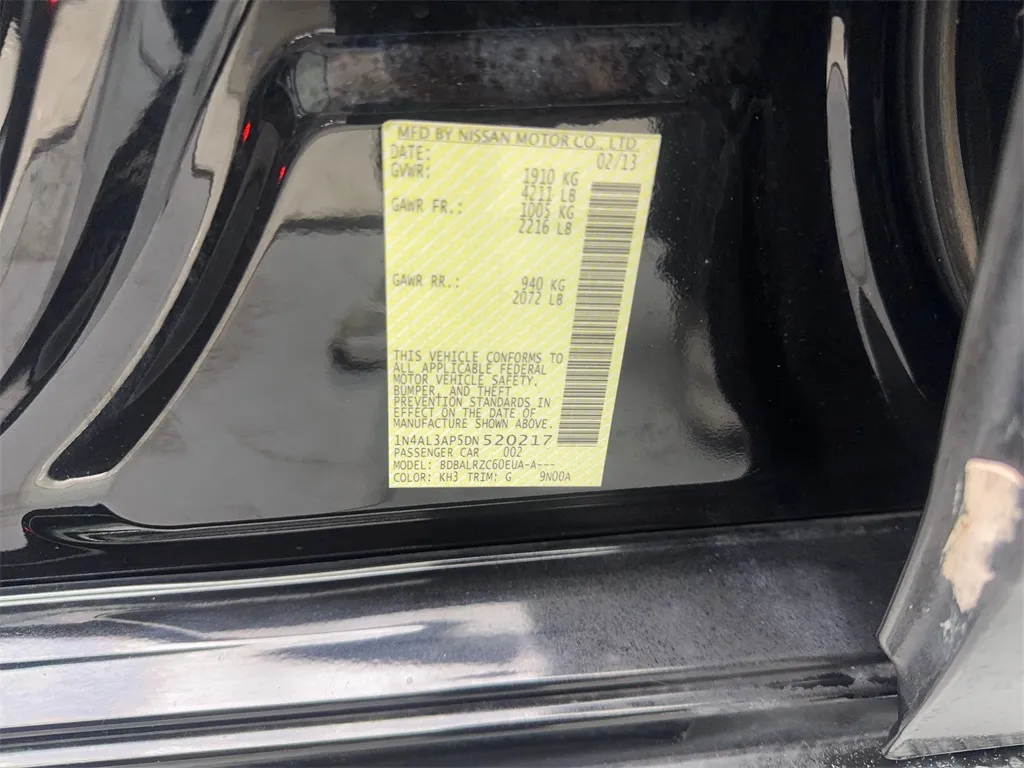 MFD BY NISSAN MOTOR CO., LTD.
DATE: 02/13
GVWR: 1910 KG
4211 LB
GAWR FR.: 1005 KG
2216 LB
GAWR RR.: 940 KG
2072 LB
THIS VEHICLE CONFORMS TO
ALL APPLICABLE FEDERAL
MOTOR VEHICLE SAFETY,
BUMPER, AND THEFT
PREVENTION STANDARDS IN
EFFECT ON THE DATE OF
MANUFACTURE SHOWN ABOVE.
1N4AL3AP5DN520217
PASSENGER CAR 002
MODEL: BDBALRZC60EUA-A---
COLOR: KH3 TRIM: G 9N00A